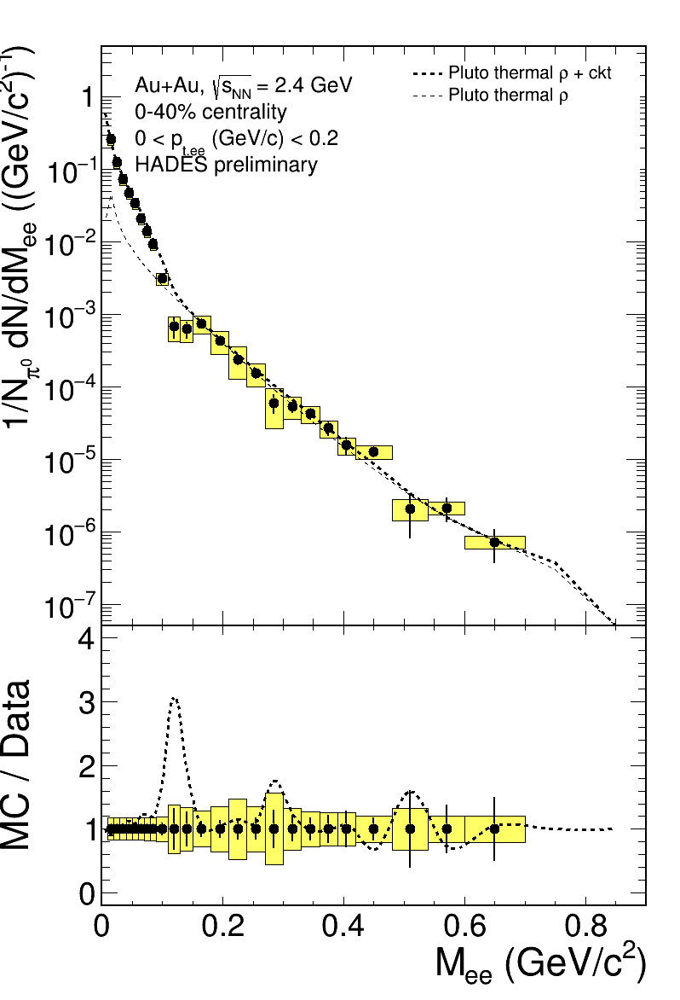 Au+Au, √sNN = 2.4 GeV
0-40% centrality
0 < pt.ee (GeV/c) < 0.2
HADES preliminary
Pluto thermal ρ + ckt
Pluto thermal ρ
1/Nπ⁰ dN/dMee ((GeV/c²)⁻¹)
1
10⁻¹
10⁻²
10⁻³
10⁻⁴
10⁻⁵
10⁻⁶
10⁻⁷
MC / Data
4
3
2
1
0
0 0.2 0.4 0.6 0.8
Mee (GeV/c²)